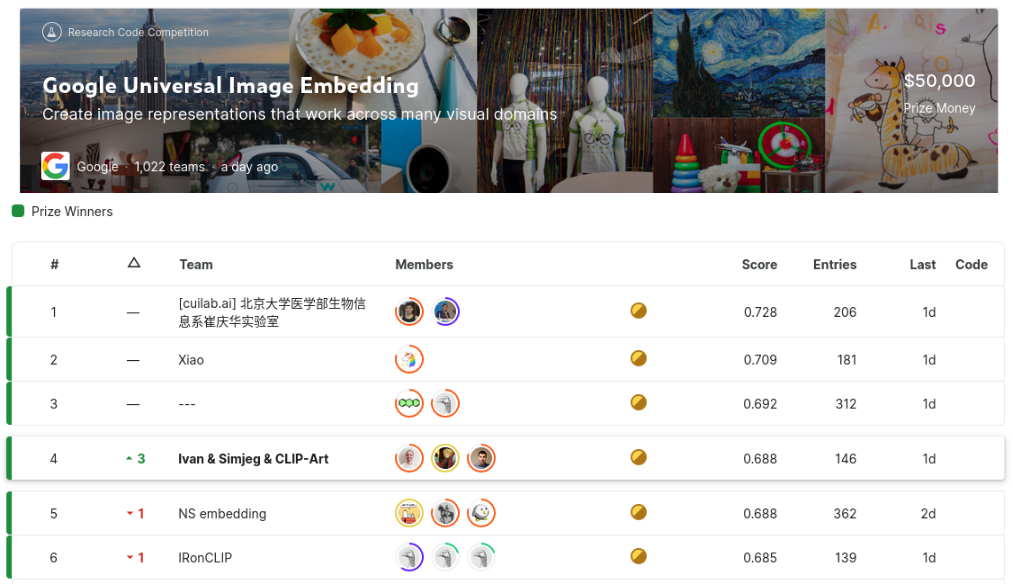 Research Code Competition
Google Universal Image Embedding
Create image representations that work across many visual domains
$50,000
Prize Money
Google · 1,022 teams · a day ago
Prize Winners
# △ Team Members Score Entries Last Code
1 — [cuilab.ai] 北京大学医学部生物信
息系崔庆华实验室 0.728 206 1d
2 — Xiao 0.709 181 1d
3 — --- 0.692 312 1d
4 3 Ivan & Simjeg & CLIP-Art 0.688 146 1d
5 1 NS embedding 0.688 362 2d
6 1 IRonCLIP 0.685 139 1d